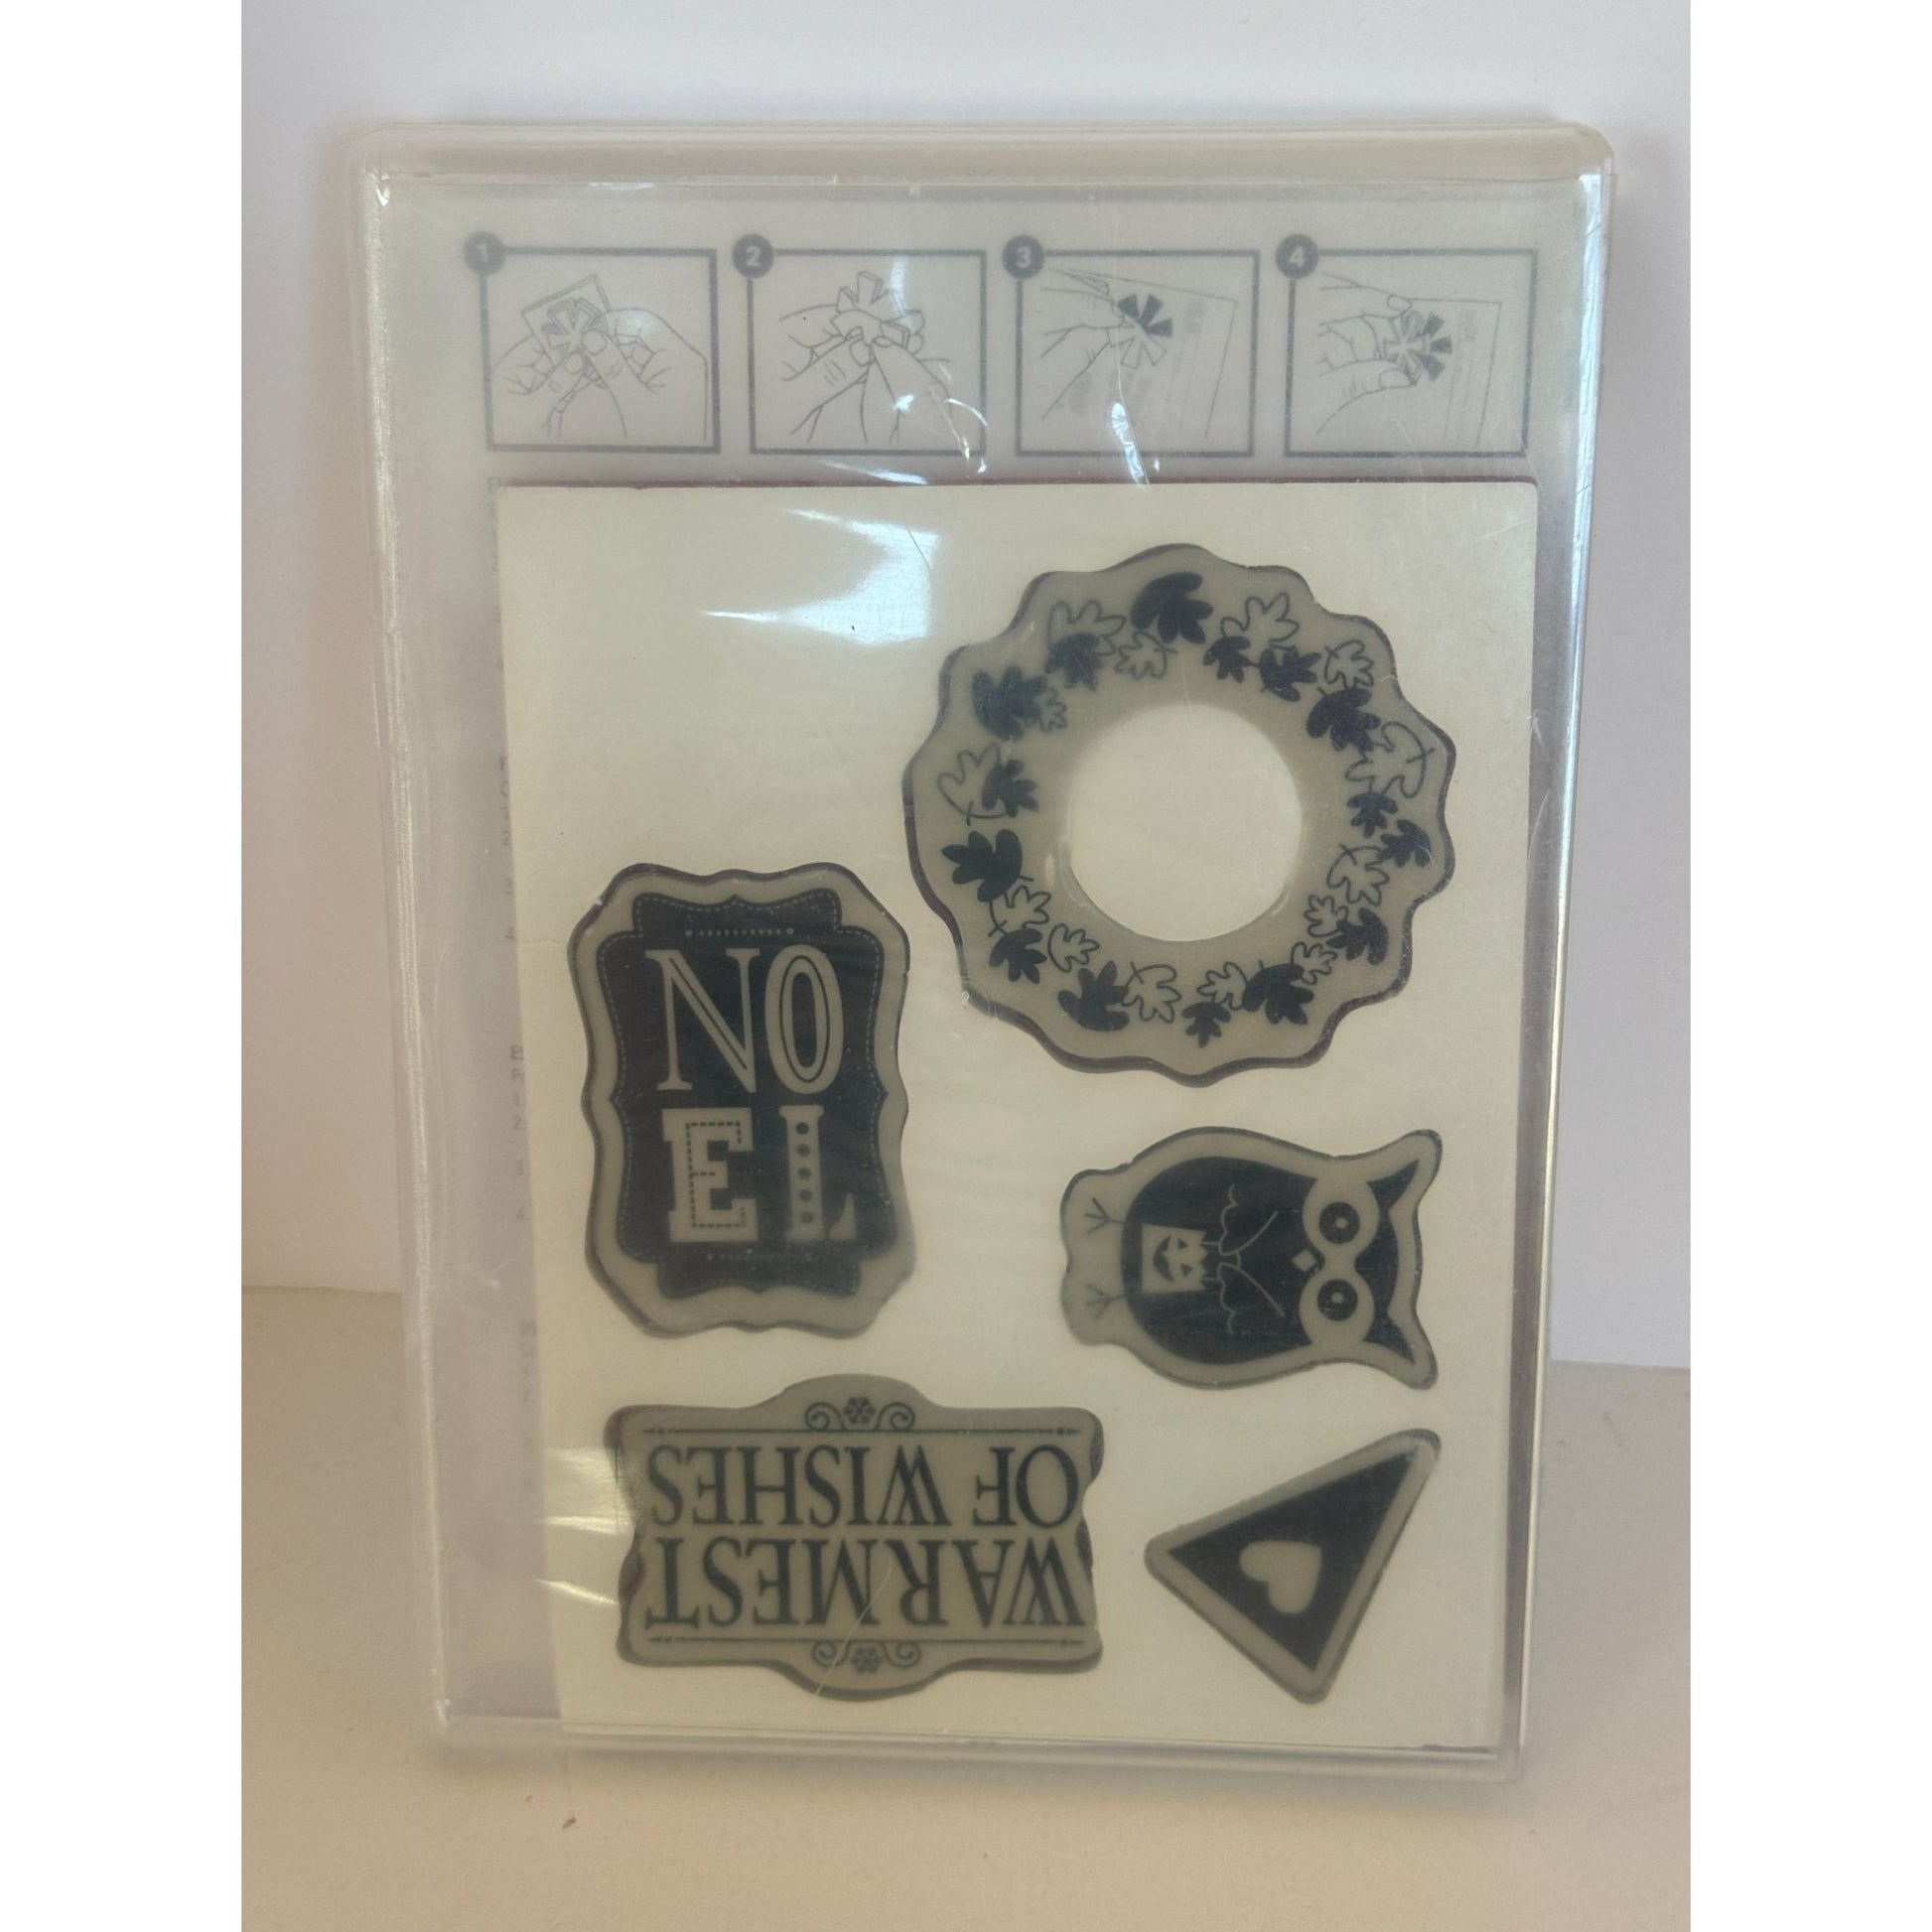 1
2
3
4
NO
EL
WARMEST
OF WISHES